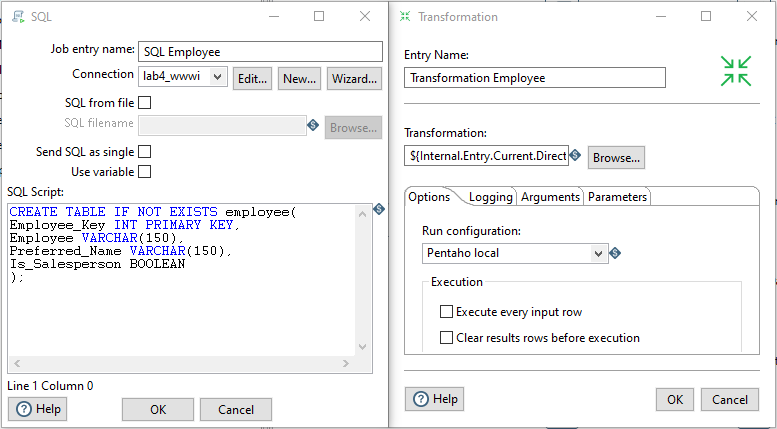 SQL
Job entry name: SQL Employee
Connection lab4_wwwi Edit... New... Wizard...
SQL from file
SQL filename Browse...
Send SQL as single
Use variable
SQL Script:
CREATE TABLE IF NOT EXISTS employee(
Employee_Key INT PRIMARY KEY,
Employee VARCHAR(150),
Preferred_Name VARCHAR(150),
Is_Salesperson BOOLEAN
);
Line 1 Column 0
Help OK Cancel
Transformation
Entry Name:
Transformation Employee
Transformation:
${Internal.Entry.Current.Direct Browse...
Options Logging Arguments Parameters
Run configuration:
Pentaho local
Execution
Execute every input row
Clear results rows before execution
Help OK Cancel